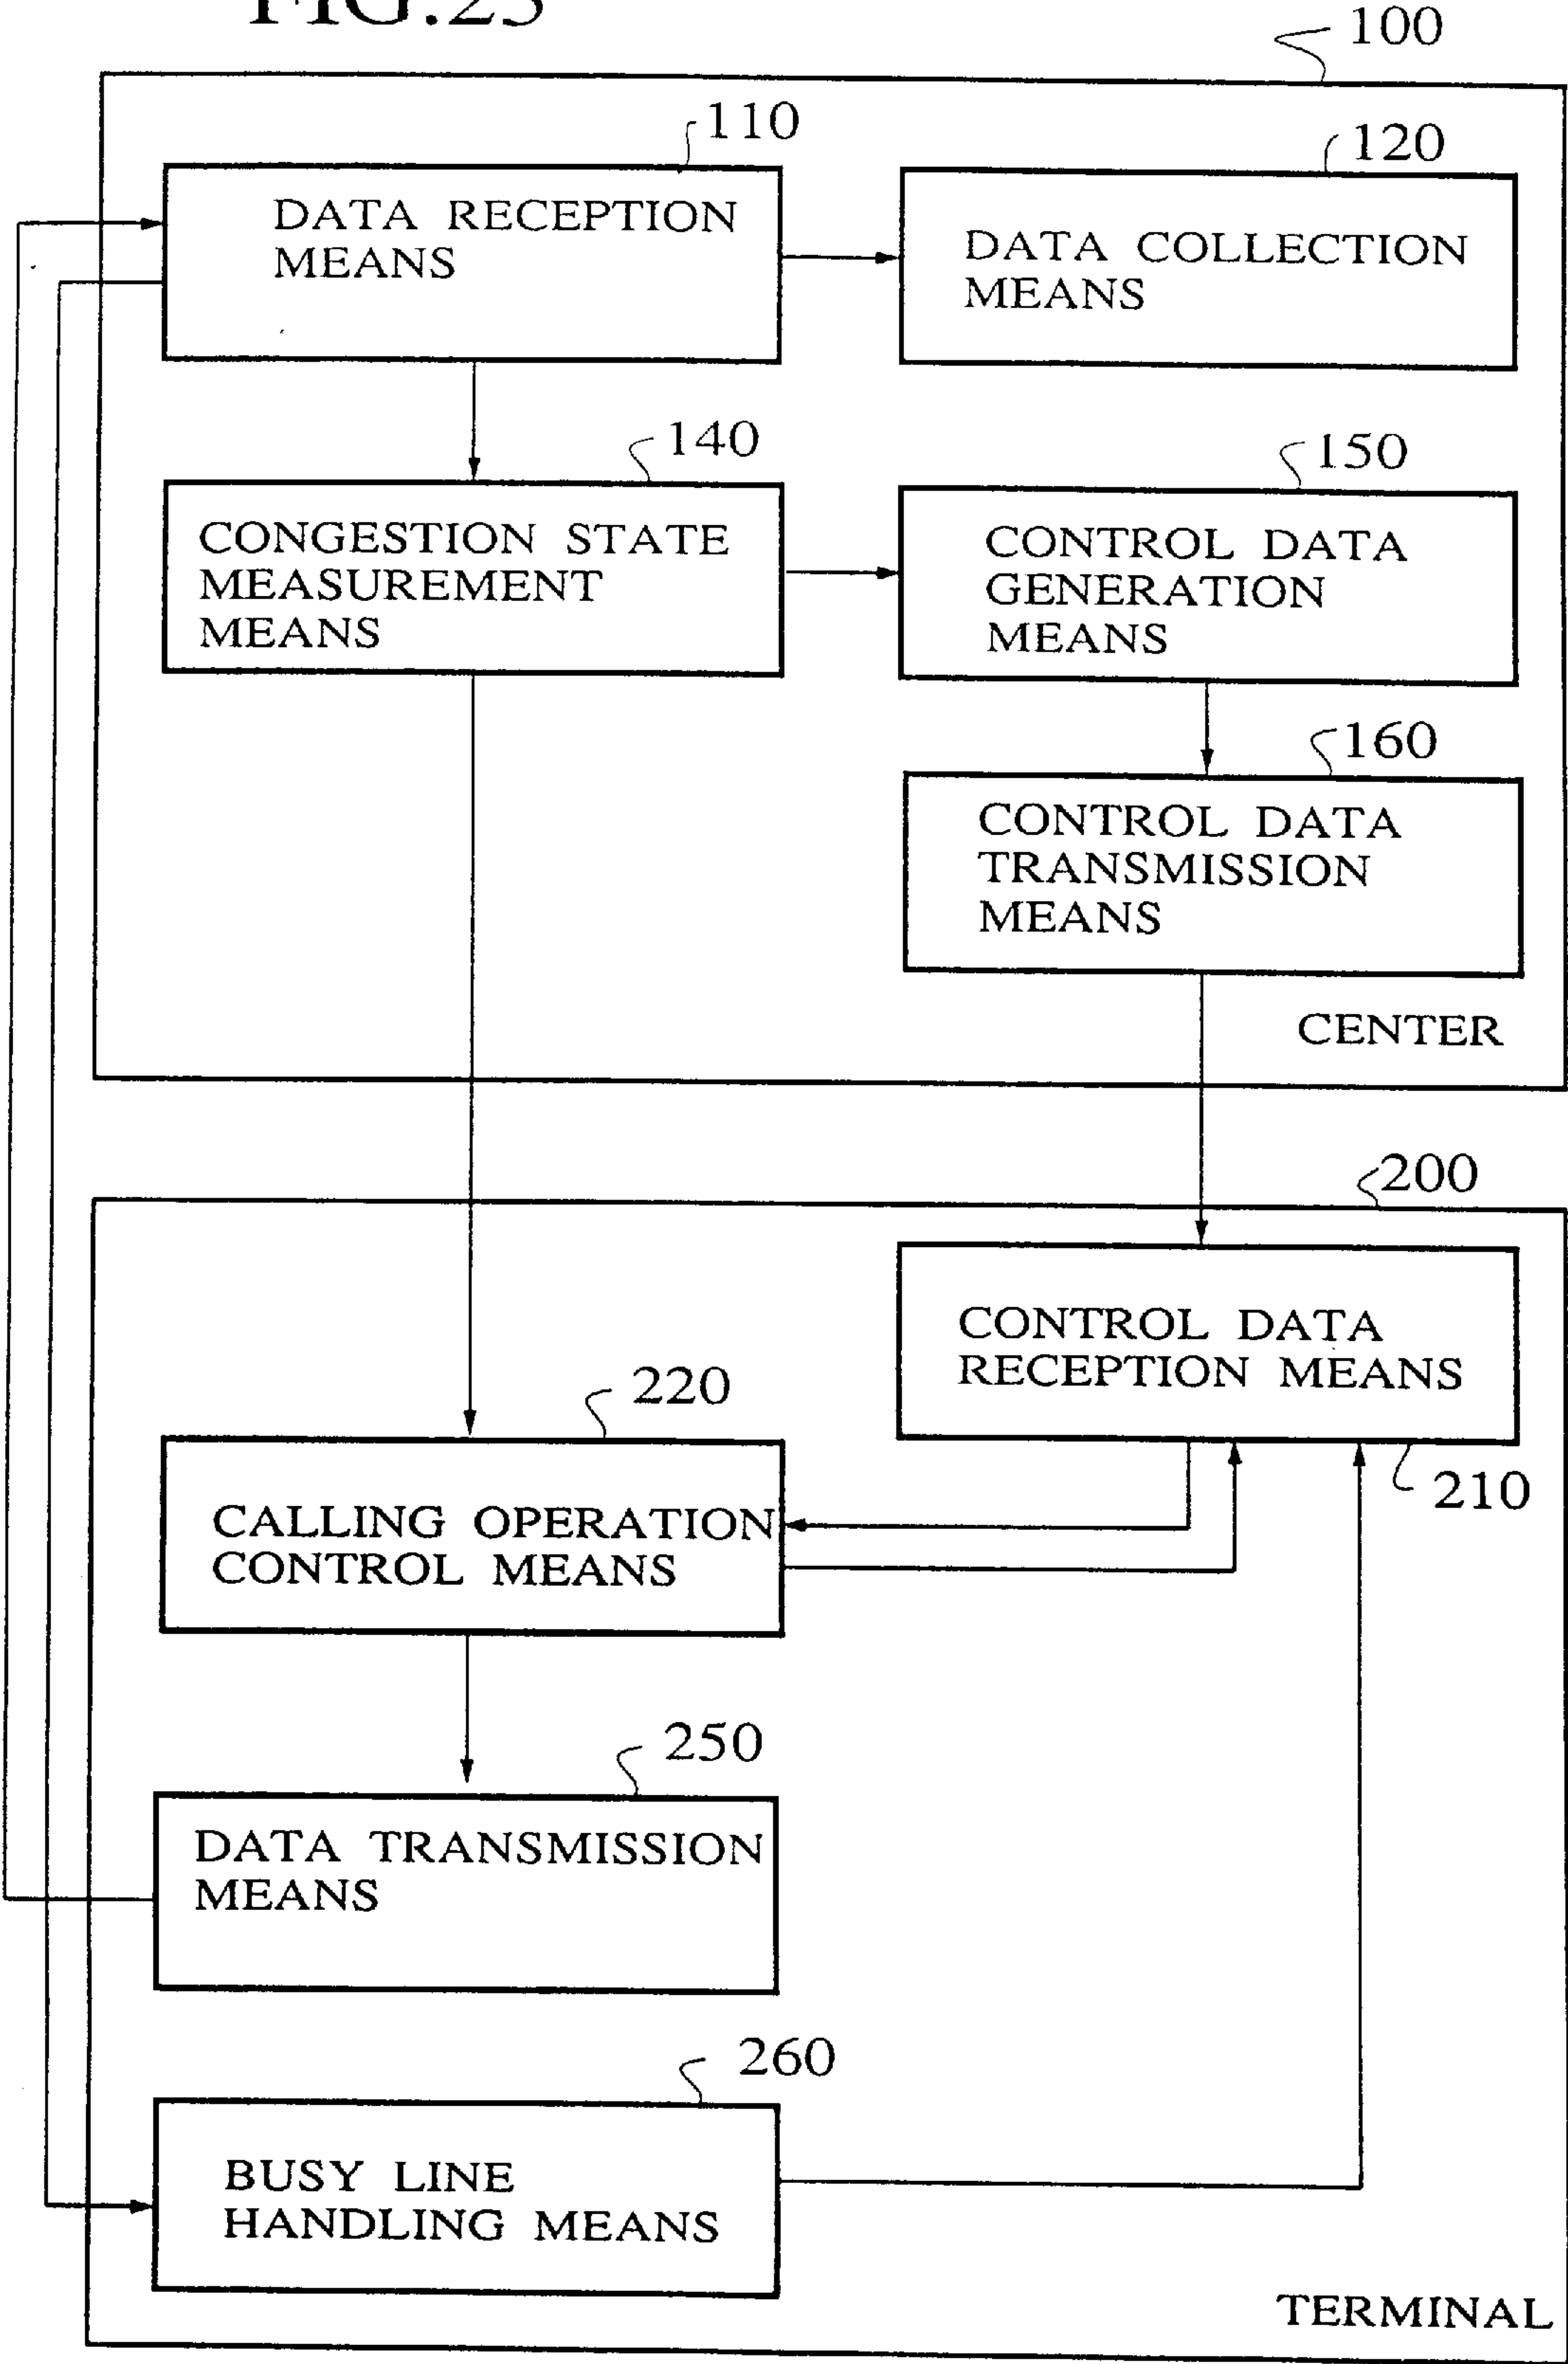 FIG.25
100
110
120
DATA RECEPTION
MEANS
DATA COLLECTION
MEANS
140
150
CONGESTION STATE
MEASUREMENT
MEANS
CONTROL DATA
GENERATION
MEANS
160
CONTROL DATA
TRANSMISSION
MEANS
CENTER
200
CONTROL DATA
RECEPTION MEANS
220
210
CALLING OPERATION
CONTROL MEANS
250
DATA TRANSMISSION
MEANS
260
BUSY LINE
HANDLING MEANS
TERMINAL